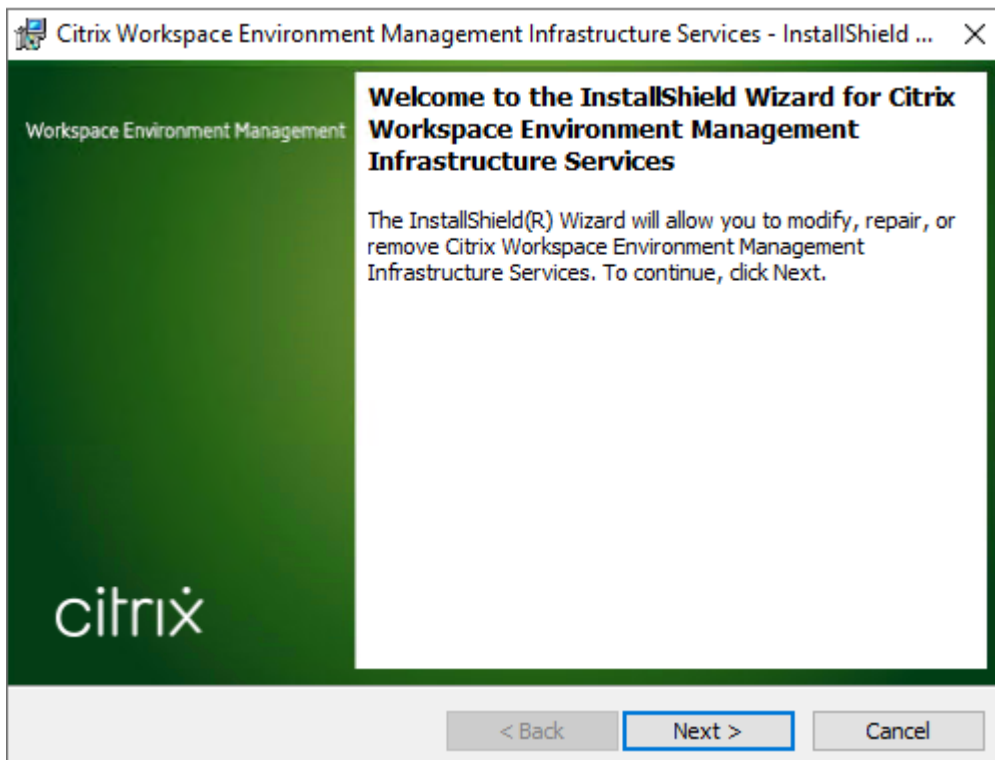 Citrix Workspace Environment Management Infrastructure Services - InstallShield ...
Workspace Environment Management
Welcome to the InstallShield Wizard for Citrix
Workspace Environment Management
Infrastructure Services
The InstallShield(R) Wizard will allow you to modify, repair, or
remove Citrix Workspace Environment Management
Infrastructure Services. To continue, click Next.
citrix
< Back
Next >
Cancel